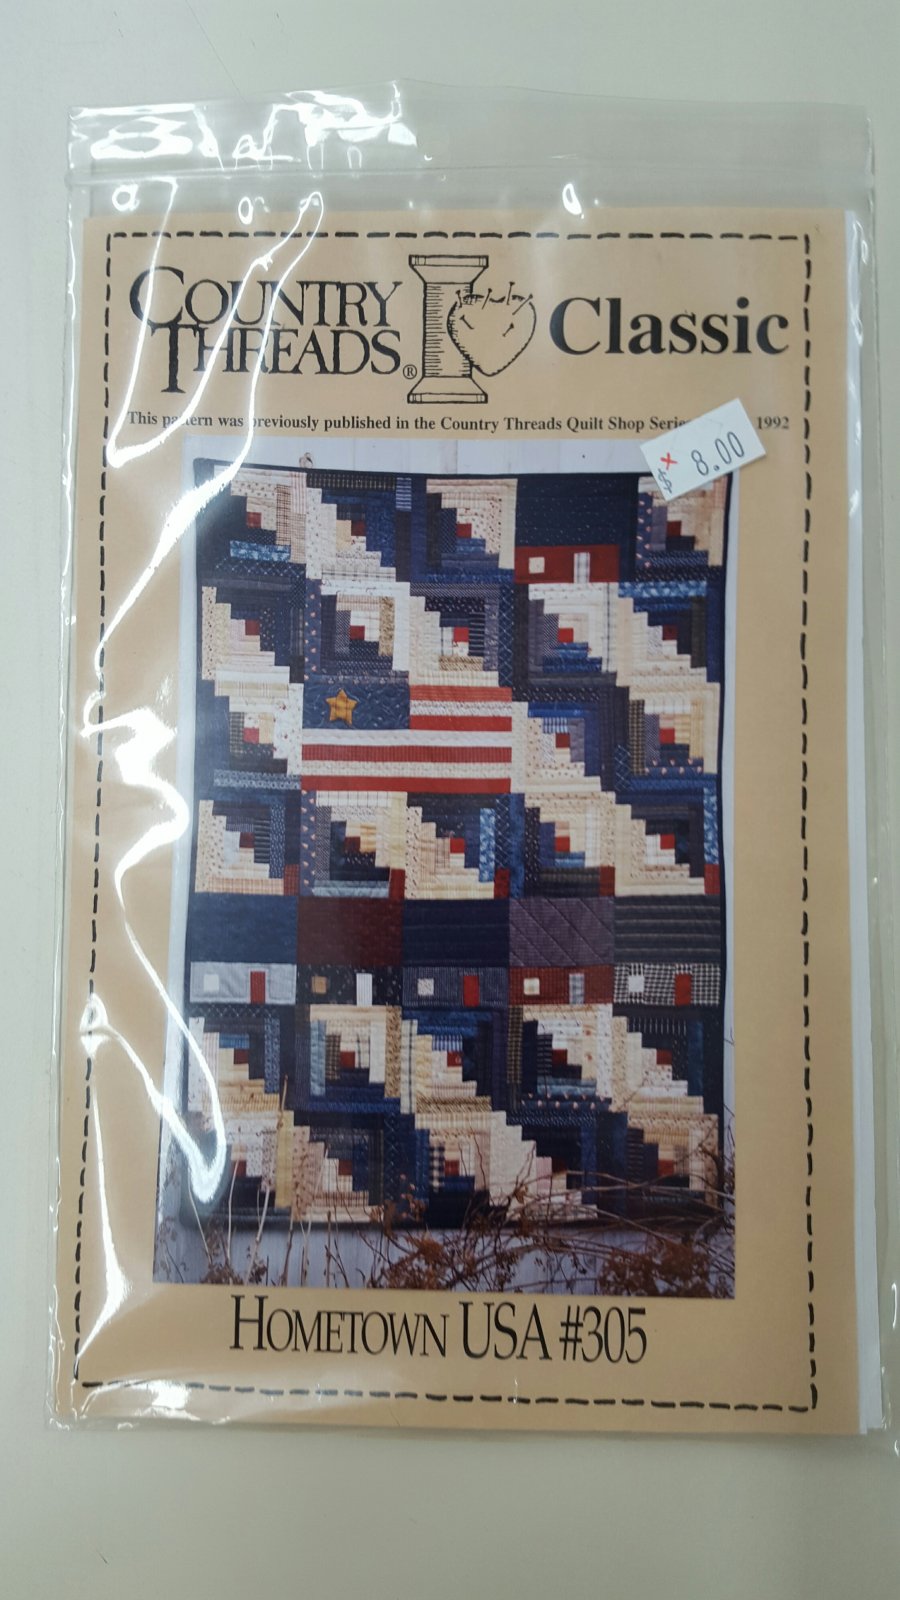 COUNTRY
THREADS®
Classic
This pattern was previously published in the Country Threads Quilt Shop Series 1992
8.00
HOMETOWN USA #305